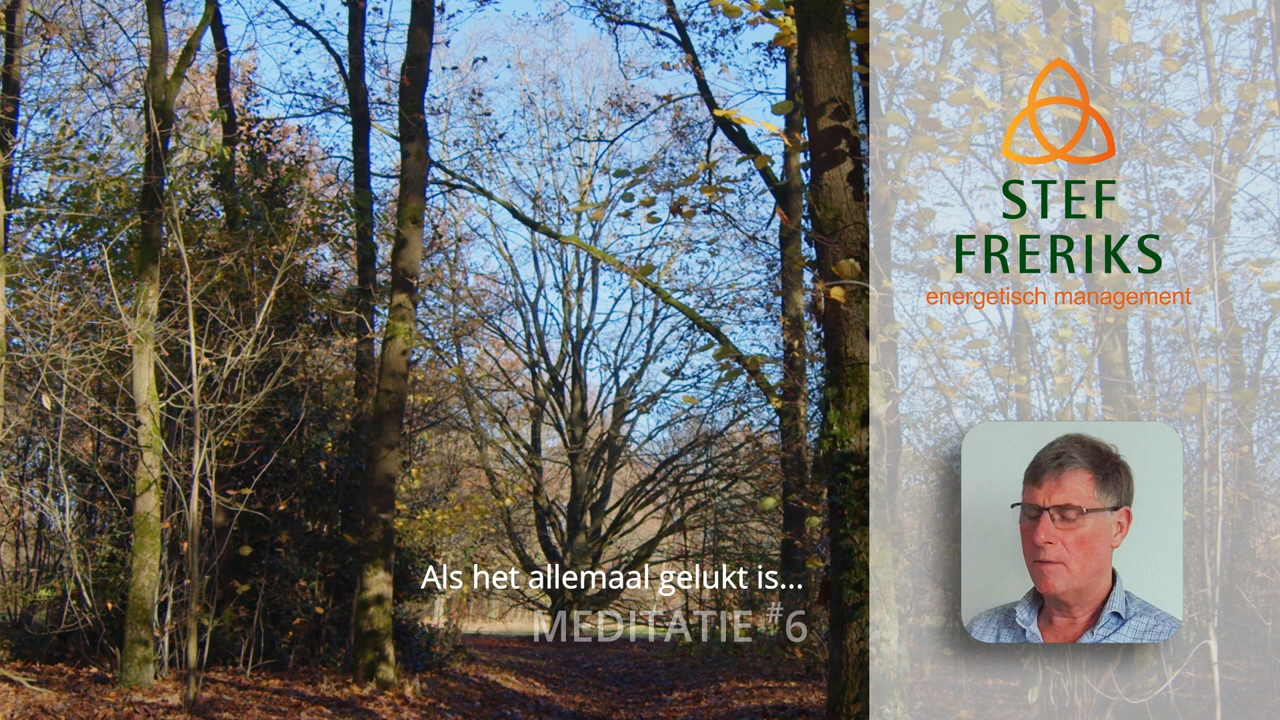 STEF
FRERIKS
energetisch management
Als het allemaal gelukt is...
MEDITATIE #6